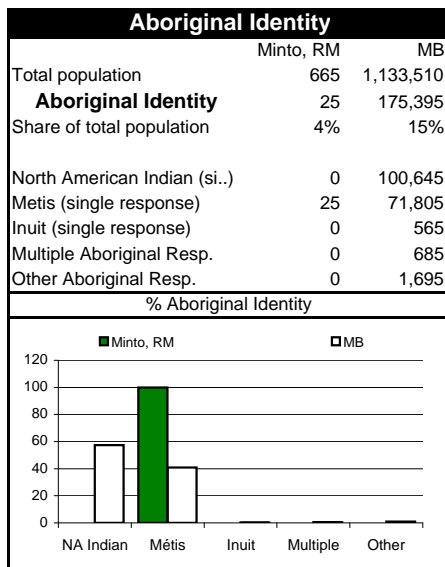 Aboriginal Identity
Minto, RM MB
Total population 665 1,133,510
Aboriginal Identity 25 175,395
Share of total population 4% 15%
North American Indian (si..) 0 100,645
Metis (single response) 25 71,805
Inuit (single response) 0 565
Multiple Aboriginal Resp. 0 685
Other Aboriginal Resp. 0 1,695
% Aboriginal Identity
Minto, RM MB
120
100
80
60
40
20
0
NA Indian Métis Inuit Multiple Other